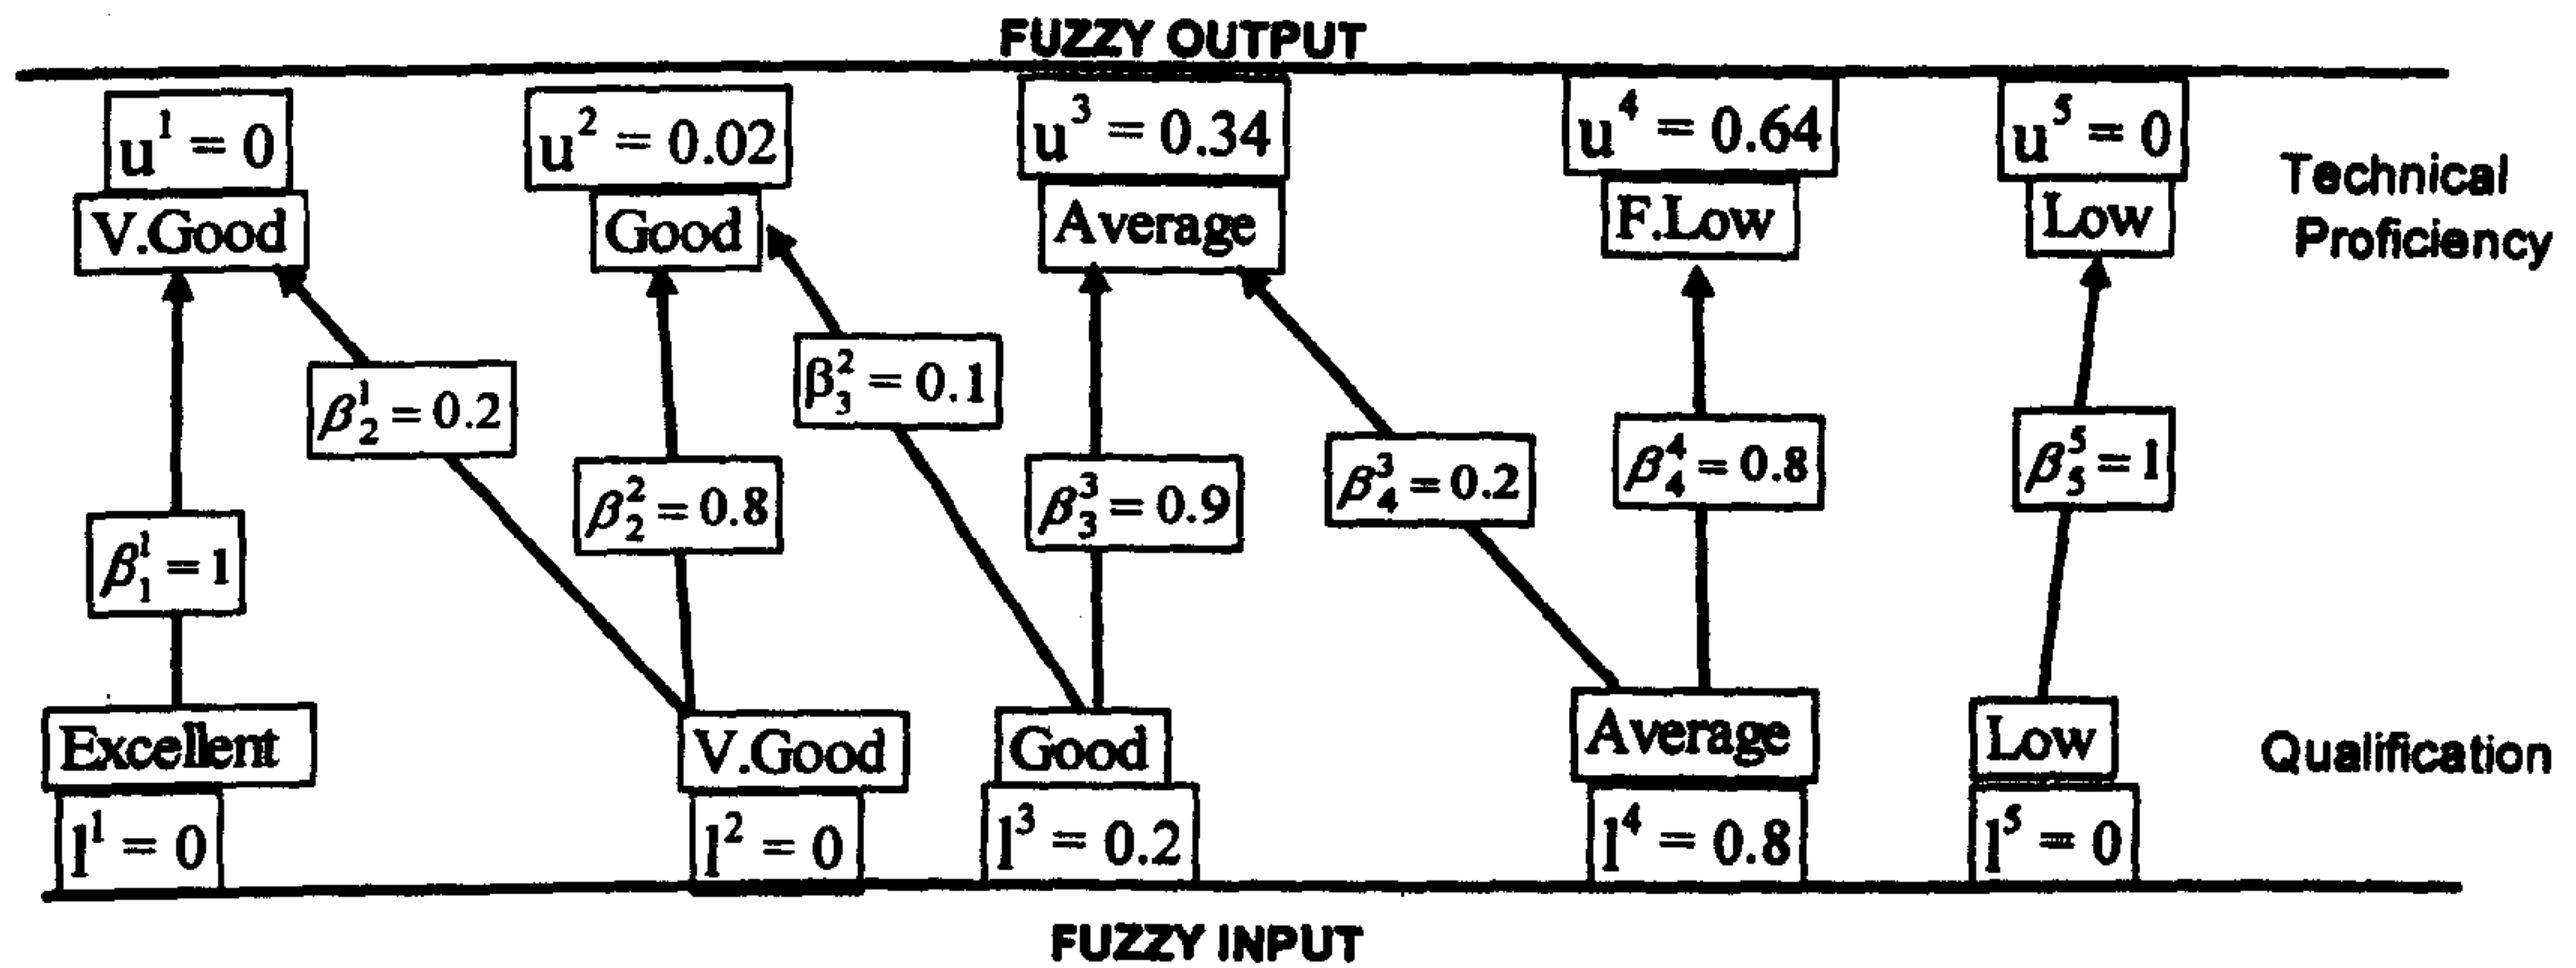 FUZZY OUTPUT
u¹ = 0
u² = 0.02
u³ = 0.34
u⁴ = 0.64
u⁵ = 0
Technical
Proficiency
V.Good
Good
Average
F.Low
Low
β₂¹ = 0.2
β₃² = 0.1
β₁¹ = 1
β₂² = 0.8
β₃³ = 0.9
β₄³ = 0.2
β₄⁴ = 0.8
β₅⁵ = 1
Excellent
V.Good
Good
Average
Low
Qualification
l¹ = 0
l² = 0
l³ = 0.2
l⁴ = 0.8
l⁵ = 0
FUZZY INPUT